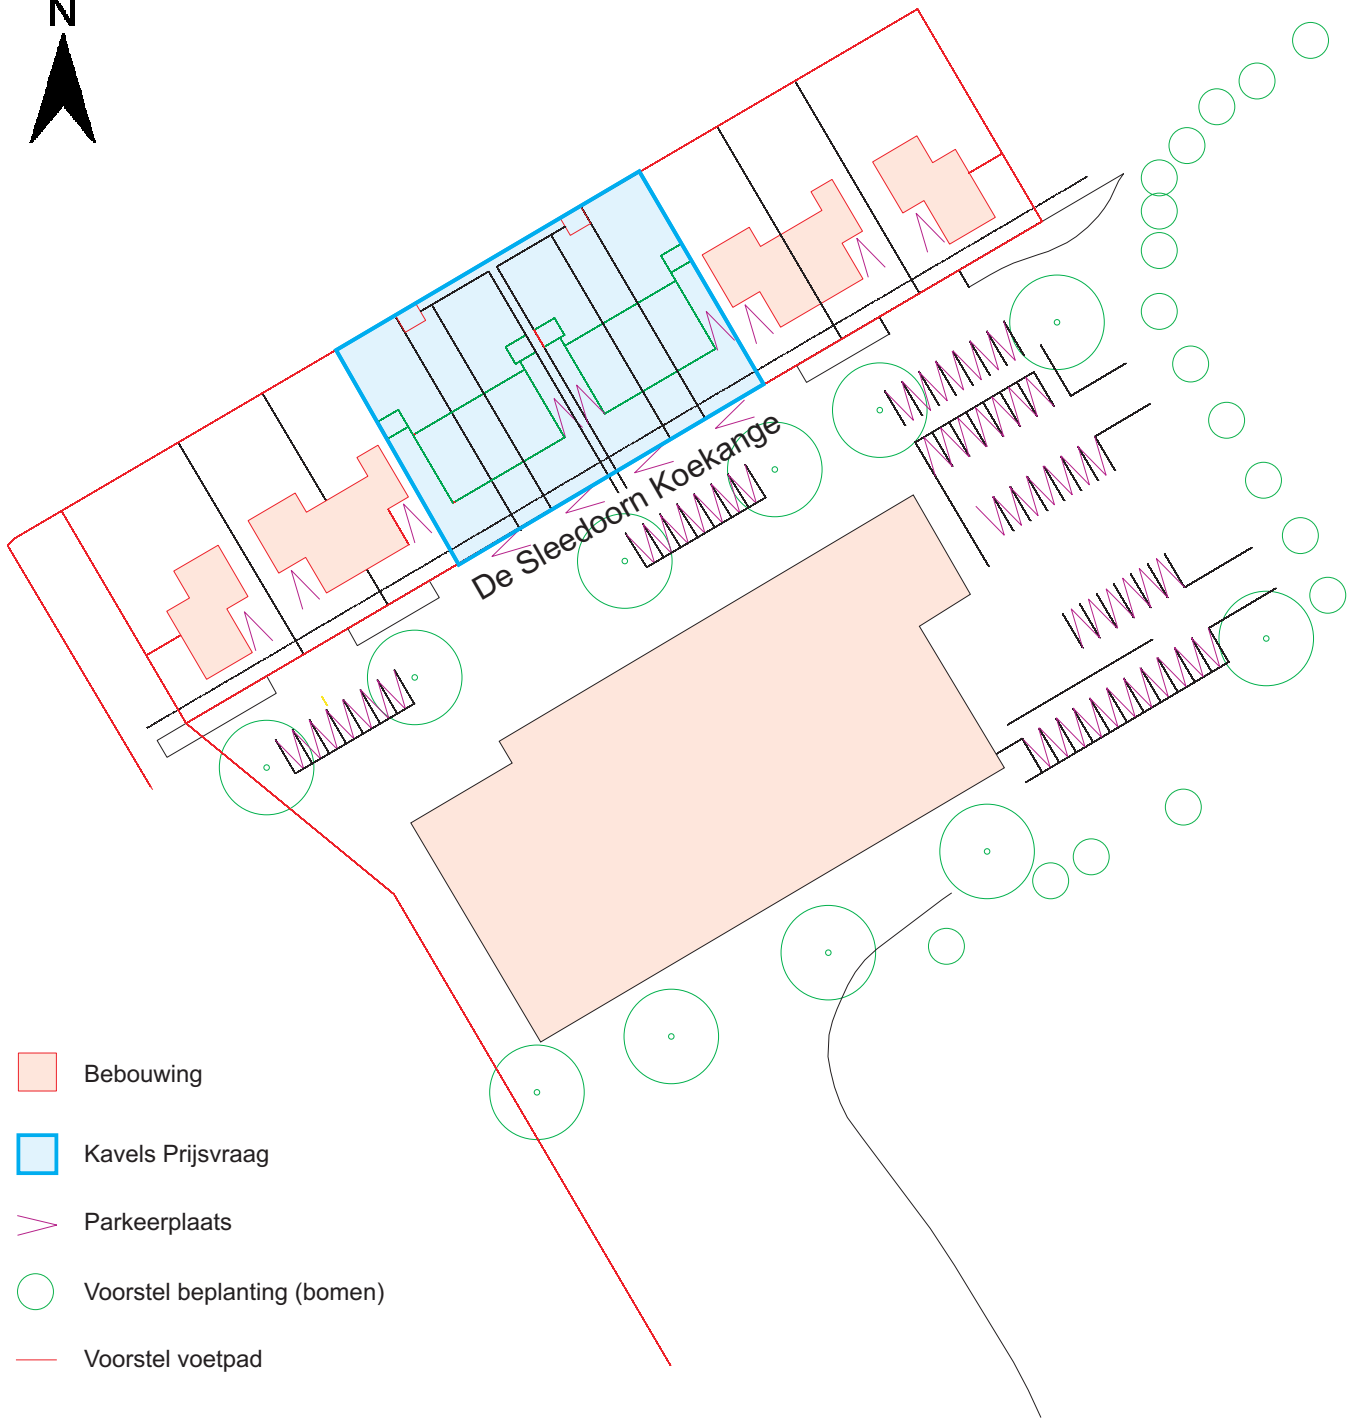 N
De Sleedoorn Koekange
Bebouwing
Kavels Prijsvraag
Parkeerplaats
Voorstel beplanting (bomen)
Voorstel voetpad